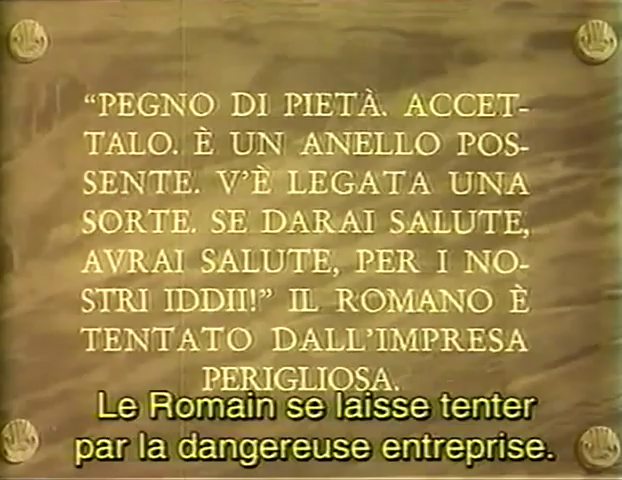 “PEGNO DI PIETÀ. ACCET-
TALO. È UN ANELLO POS-
SENTE. V’È LEGATA UNA
SORTE. SE DARAI SALUTE,
AVRAI SALUTE, PER I NO-
STRI IDDII!” IL ROMANO È
TENTATO DALL’IMPRESA
PERIGLIOSA.
Le Romain se laisse tenter
par la dangereuse entreprise.